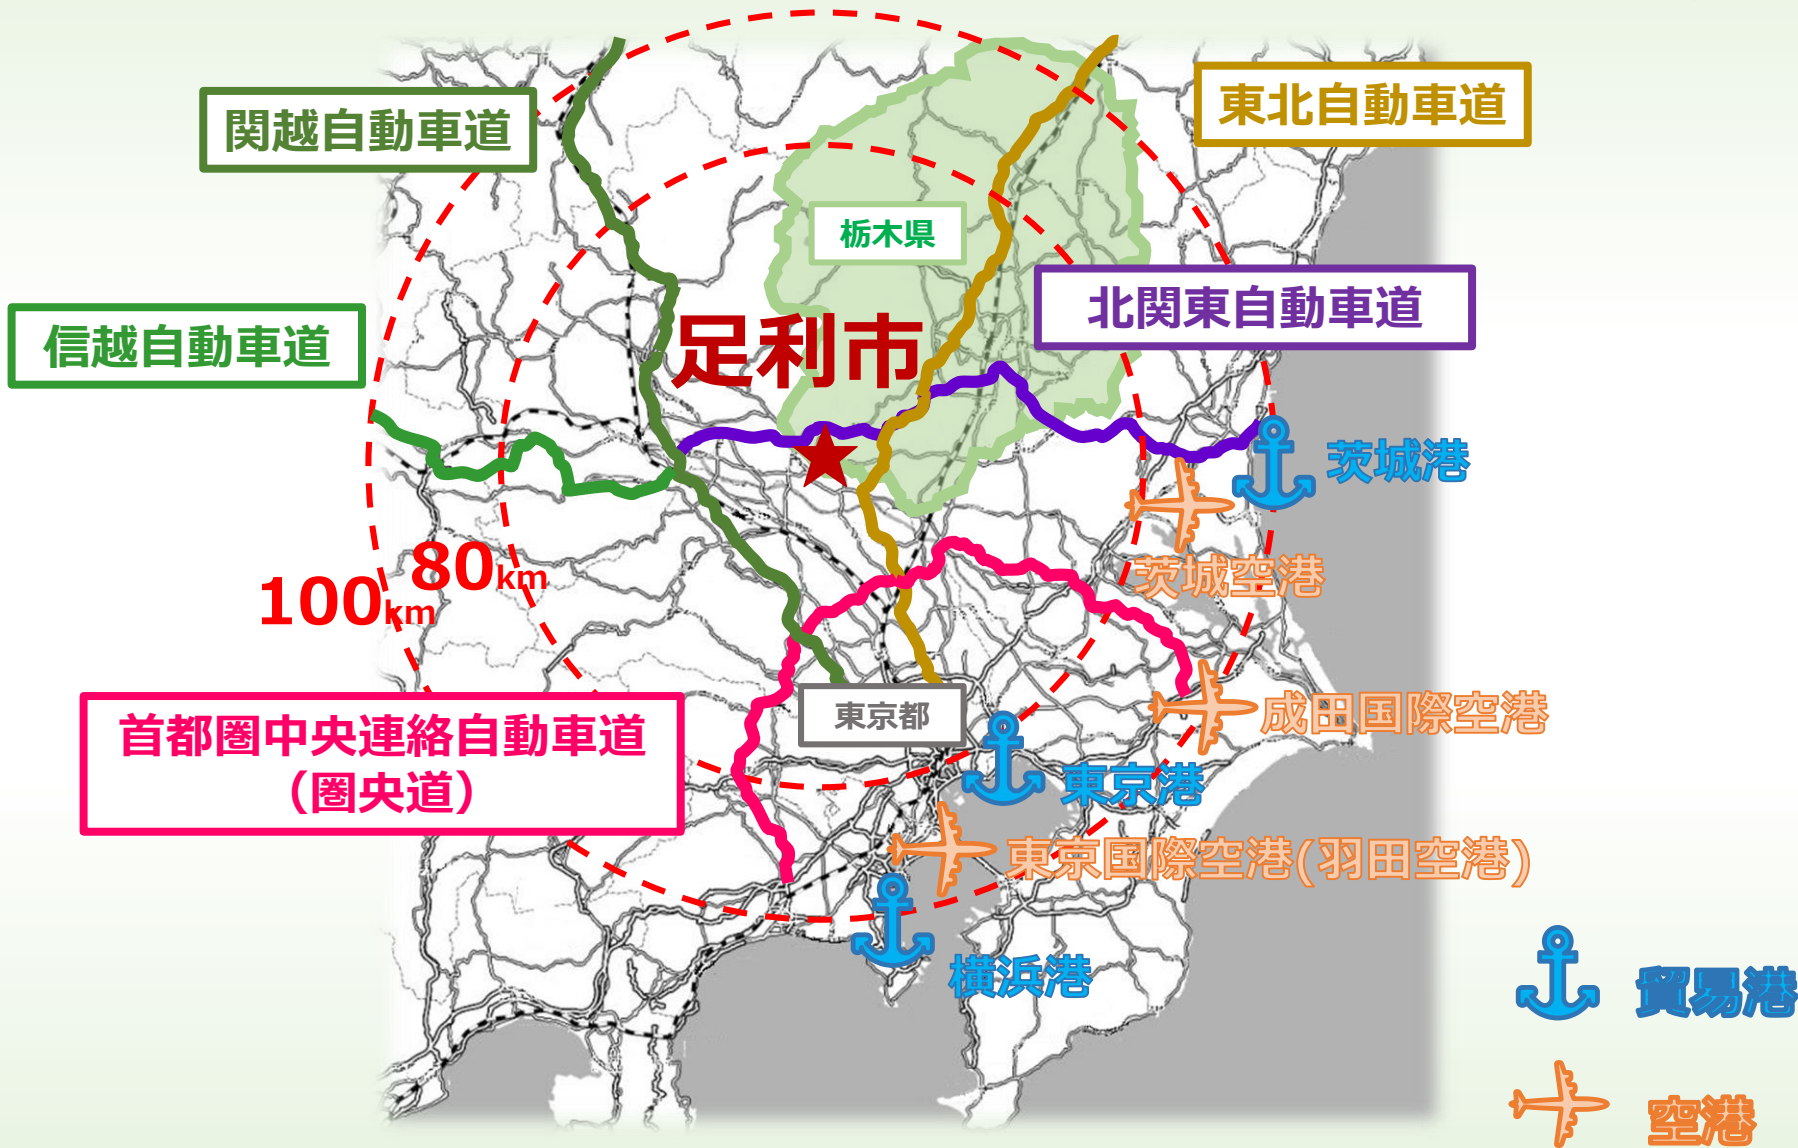 関越自動車道
東北自動車道
栃木県
北関東自動車道
信越自動車道
足利市
茨城港
茨城空港
80km
100km
首都圏中央連絡自動車道
（圏央道）
東京都
成田国際空港
東京港
東京国際空港(羽田空港)
横浜港
貿易港
空港